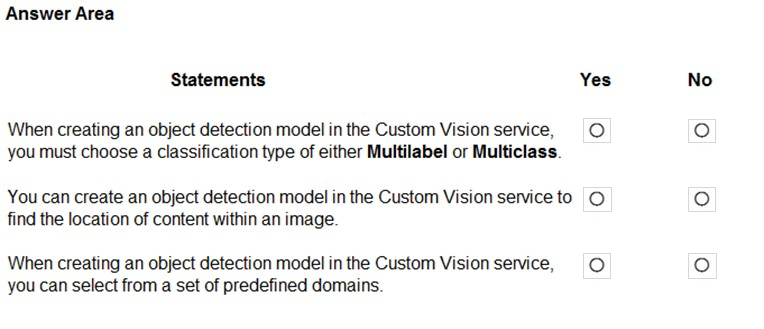 Answer Area
Statements Yes No
When creating an object detection model in the Custom Vision service,
you must choose a classification type of either Multilabel or Multiclass.
You can create an object detection model in the Custom Vision service to
find the location of content within an image.
When creating an object detection model in the Custom Vision service,
you can select from a set of predefined domains.